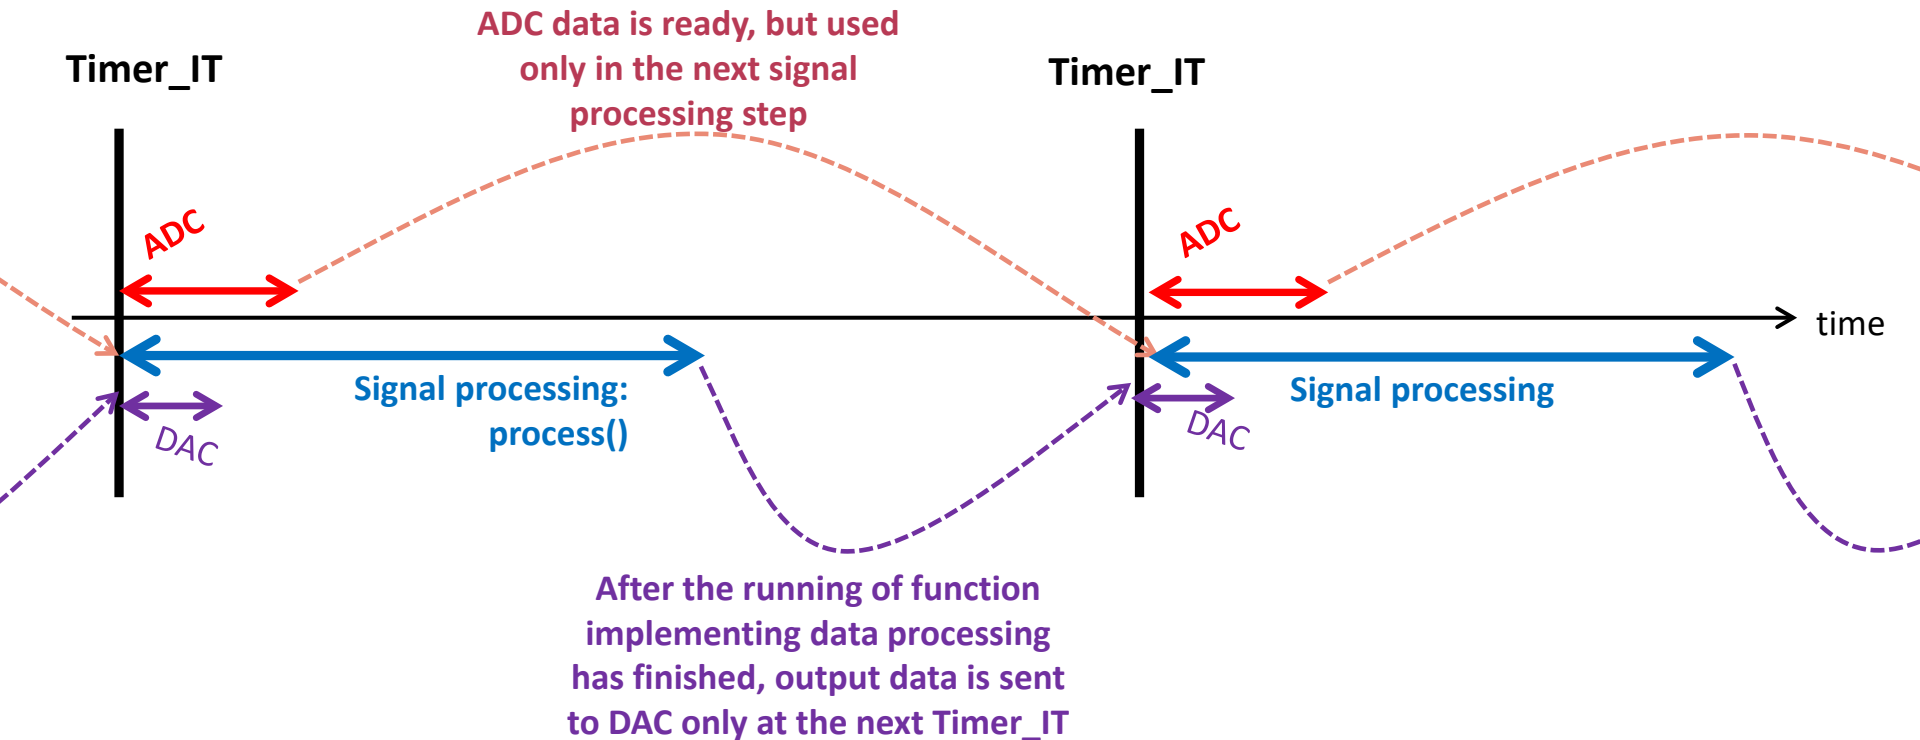 ADC data is ready, but used
only in the next signal
processing step
Timer_IT
Timer_IT
ADC
ADC
time
Signal processing:
process()
Signal processing
DAC
DAC
After the running of function
implementing data processing
has finished, output data is sent
to DAC only at the next Timer_IT